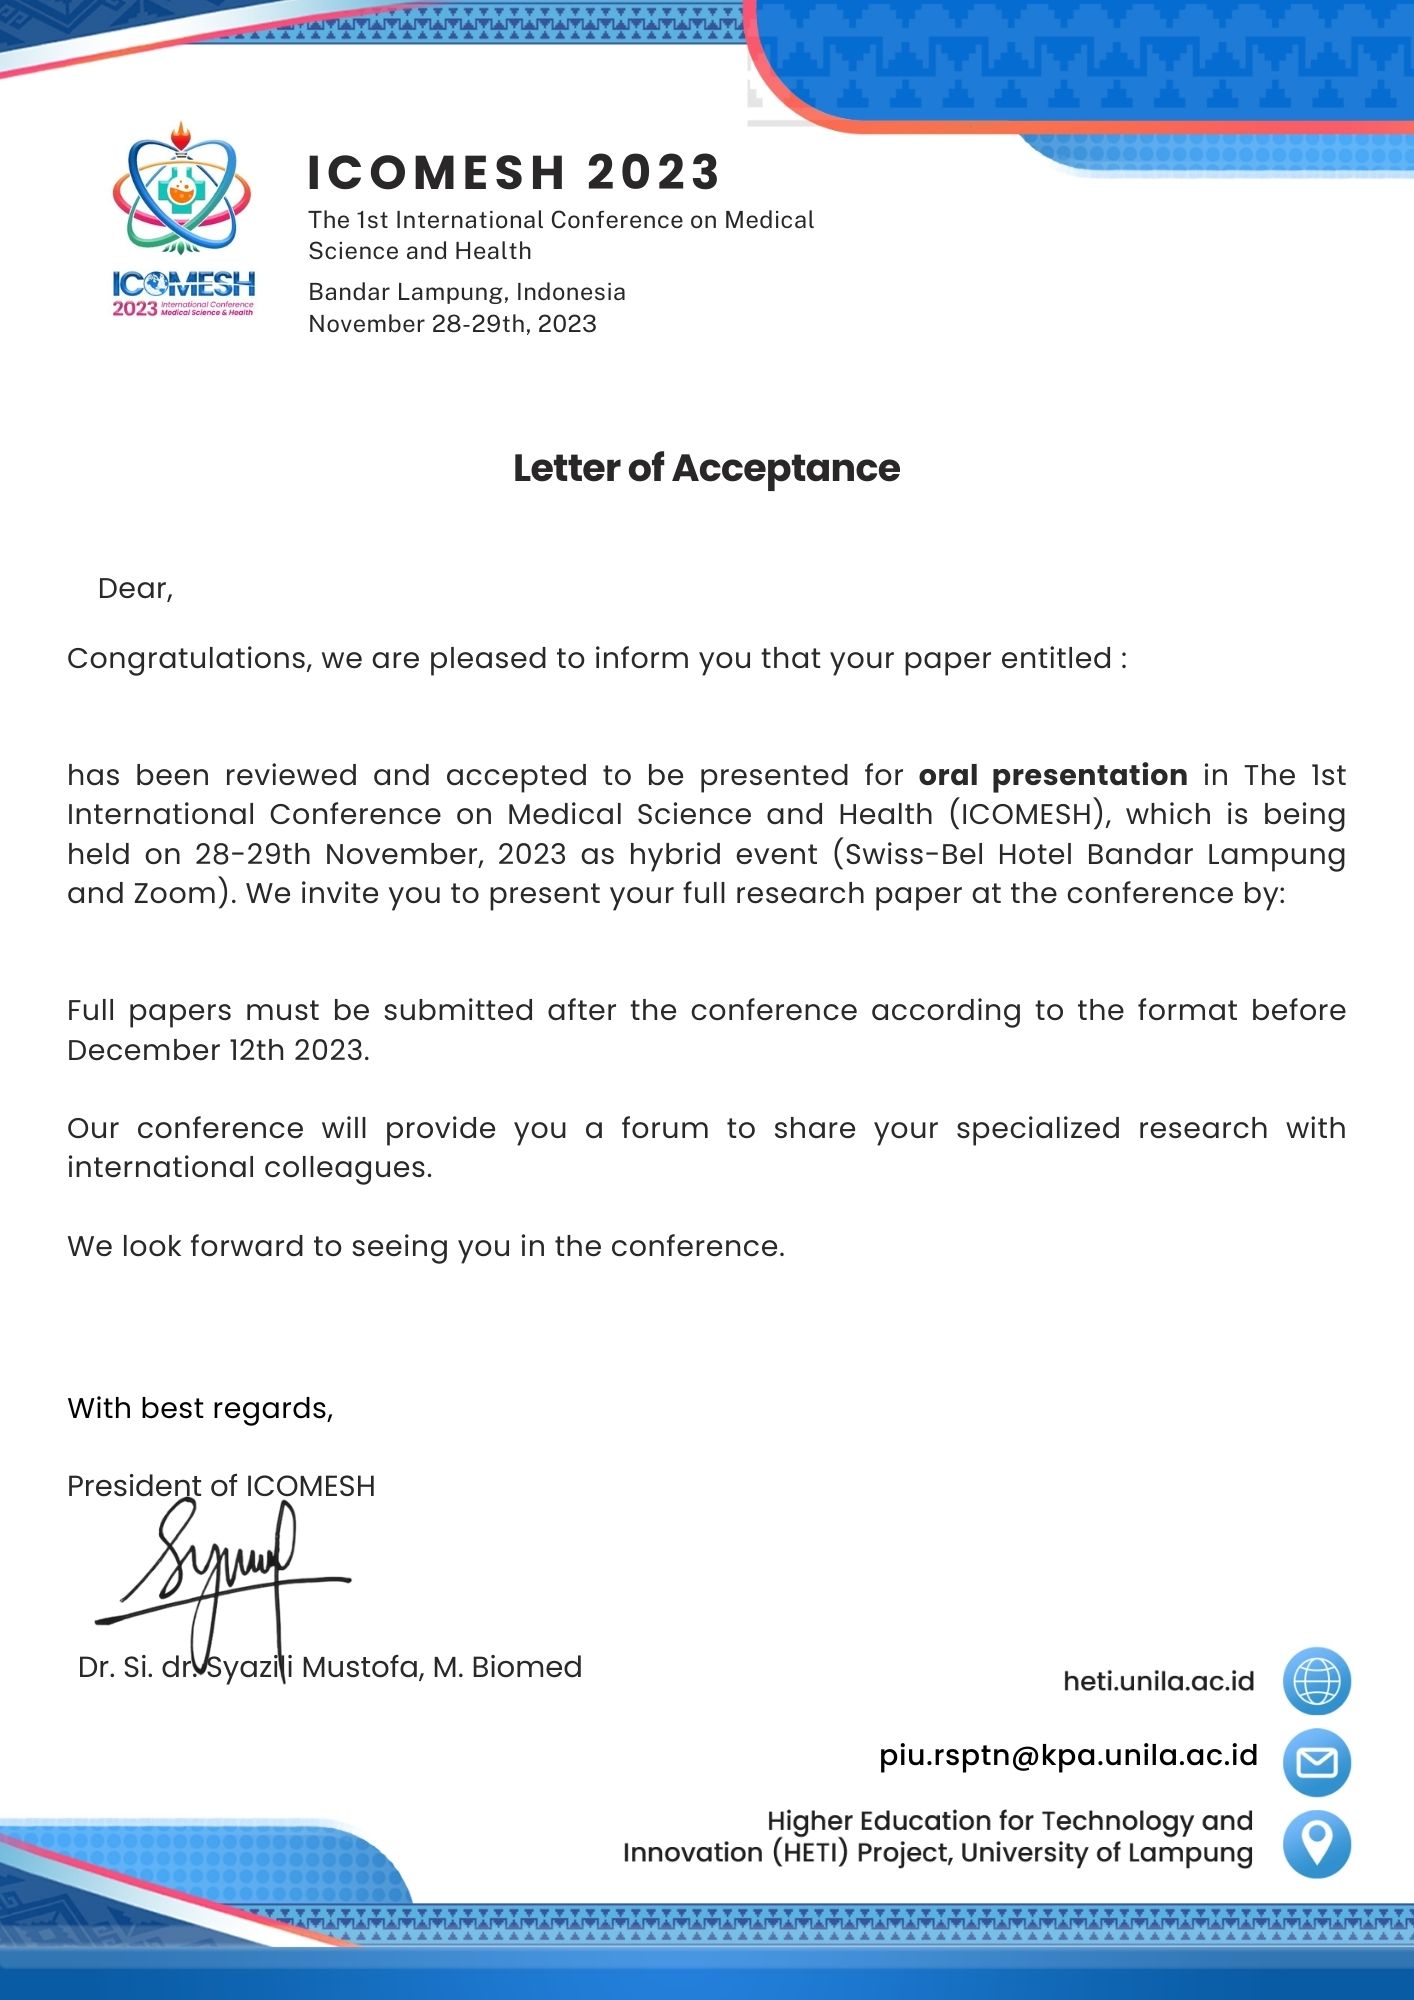 ICOMESH 2023
The 1st International Conference on Medical
Science and Health
Bandar Lampung, Indonesia
November 28-29th, 2023
ICOMESH
2023 International Conference
Medical Science & Health
Letter of Acceptance
Dear,
Congratulations, we are pleased to inform you that your paper entitled :
has been reviewed and accepted to be presented for oral presentation in The 1st
International Conference on Medical Science and Health (ICOMESH), which is being
held on 28-29th November, 2023 as hybrid event (Swiss-Bel Hotel Bandar Lampung
and Zoom). We invite you to present your full research paper at the conference by:
Full papers must be submitted after the conference according to the format before
December 12th 2023.
Our conference will provide you a forum to share your specialized research with
international colleagues.
We look forward to seeing you in the conference.
With best regards,
President of ICOMESH
Dr. Si. dr. Syazili Mustofa, M. Biomed
heti.unila.ac.id
piu.rsptn@kpa.unila.ac.id
Higher Education for Technology and
Innovation (HETI) Project, University of Lampung